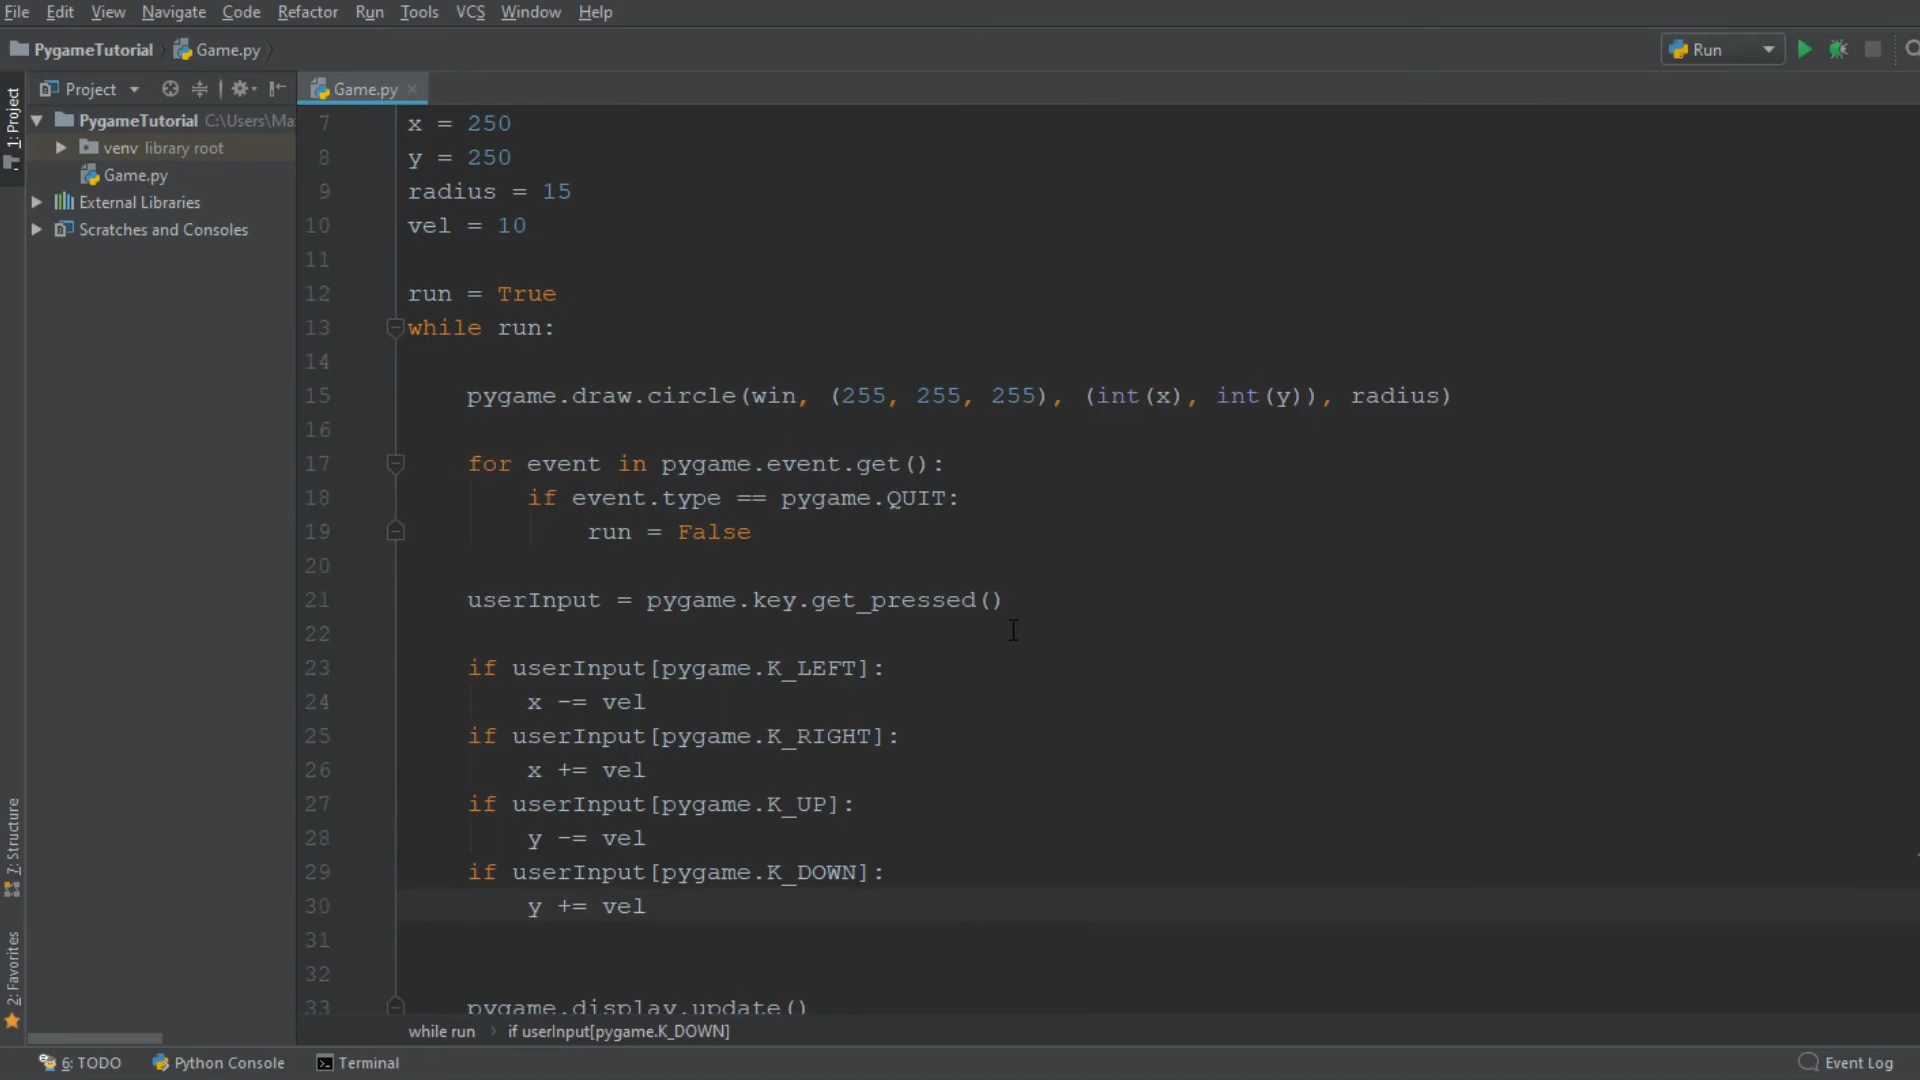 File Edit View Navigate Code Refactor Run Tools VCS Window Help
PygameTutorial Game.py
Run
1: Project
Project
Game.py
PygameTutorial C:\Users\Ma
venv library root
Game.py
External Libraries
Scratches and Consoles
7 x = 250
8 y = 250
9 radius = 15
10 vel = 10
11
12 run = True
13 while run:
14
15 pygame.draw.circle(win, (255, 255, 255), (int(x), int(y)), radius)
16
17 for event in pygame.event.get():
18 if event.type == pygame.QUIT:
19 run = False
20
21 userInput = pygame.key.get_pressed()
22
23 if userInput[pygame.K_LEFT]:
24 x -= vel
25 if userInput[pygame.K_RIGHT]:
26 x += vel
27 if userInput[pygame.K_UP]:
28 y -= vel
29 if userInput[pygame.K_DOWN]:
30 y += vel
31
32
33 pygame.display.update()
7: Structure
2: Favorites
while run if userInput[pygame.K_DOWN]
6: TODO Python Console Terminal Event Log